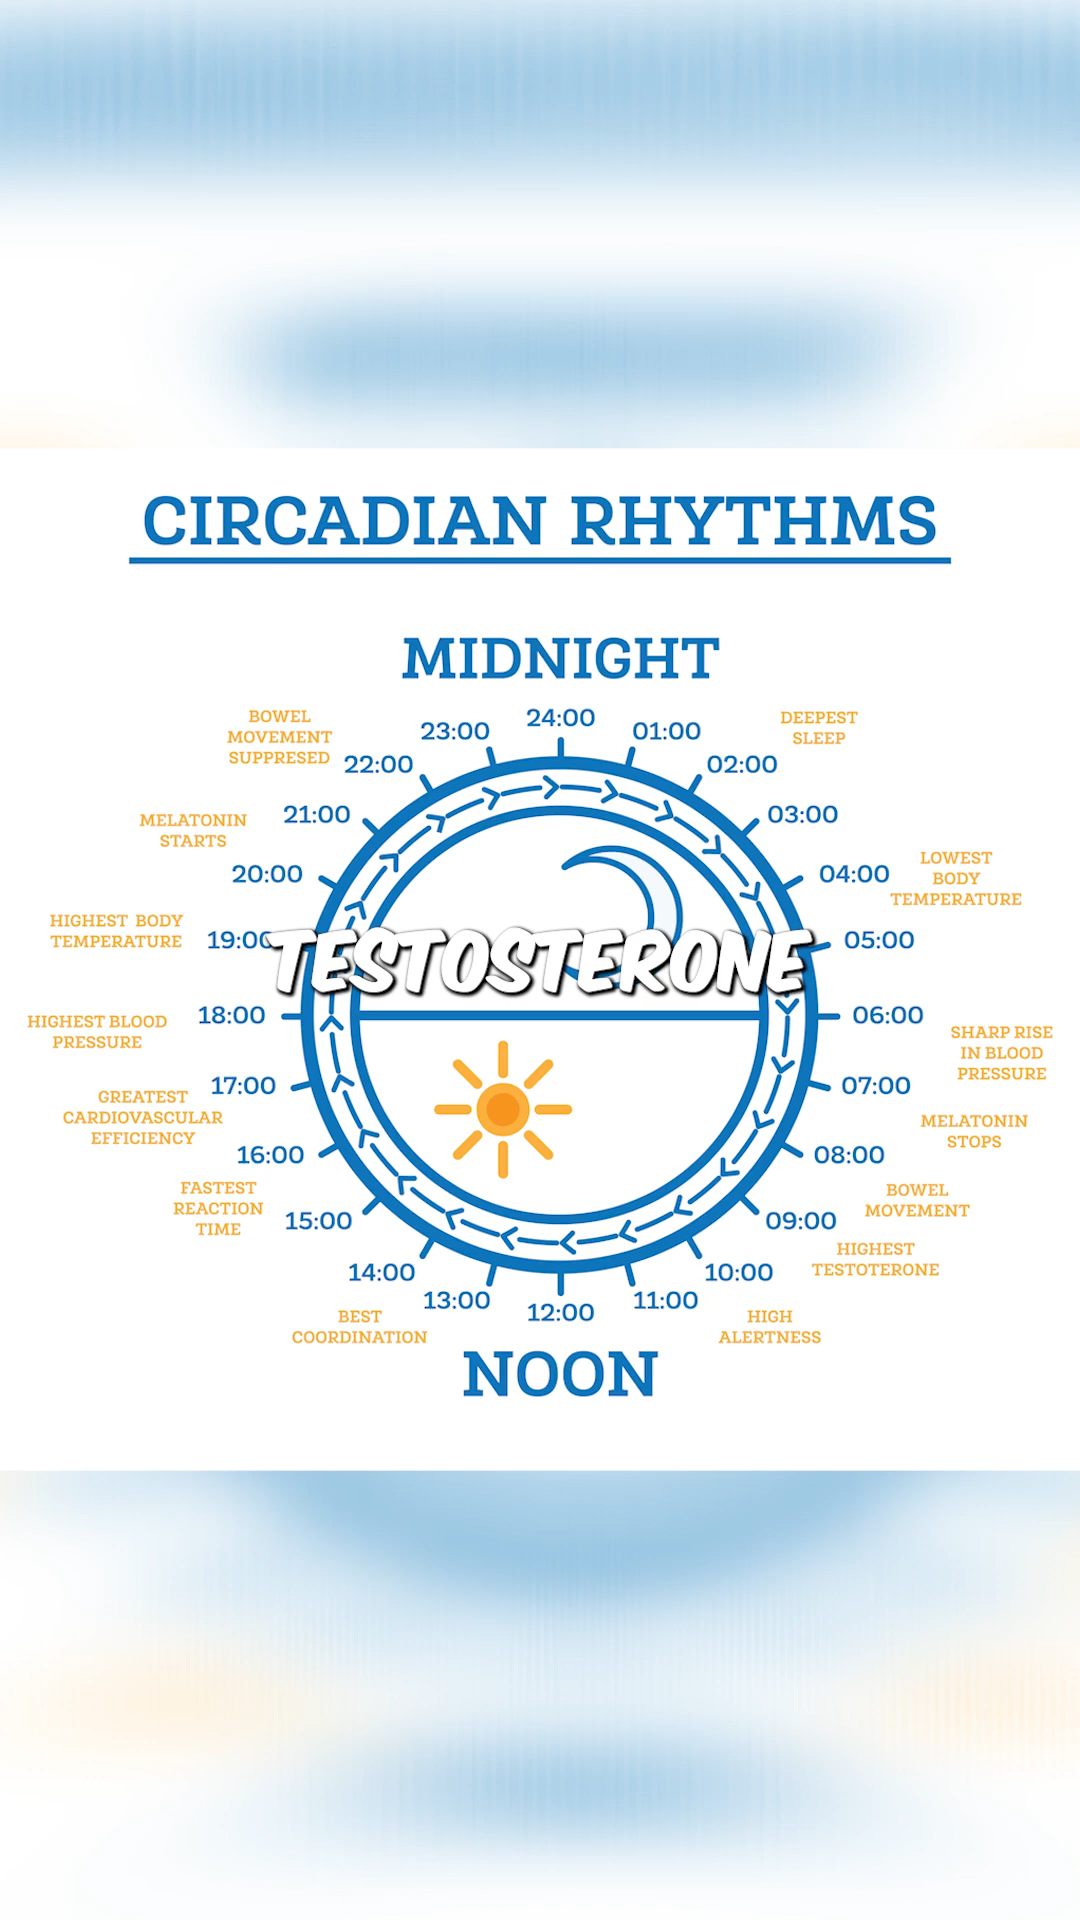 CIRCADIAN RHYTHMS
MIDNIGHT
24:00
01:00
02:00
03:00
04:00
05:00
06:00
07:00
08:00
09:00
10:00
11:00
12:00
13:00
14:00
15:00
16:00
17:00
18:00
19:00
20:00
21:00
22:00
23:00
DEEPEST
SLEEP
LOWEST
BODY
TEMPERATURE
SHARP RISE
IN BLOOD
PRESSURE
MELATONIN
STOPS
BOWEL
MOVEMENT
HIGHEST
TESTOTERONE
HIGH
ALERTNESS
BEST
COORDINATION
FASTEST
REACTION
TIME
GREATEST
CARDIOVASCULAR
EFFICIENCY
HIGHEST BLOOD
PRESSURE
HIGHEST BODY
TEMPERATURE
MELATONIN
STARTS
BOWEL
MOVEMENT
SUPPRESED
TESTOSTERONE
NOON